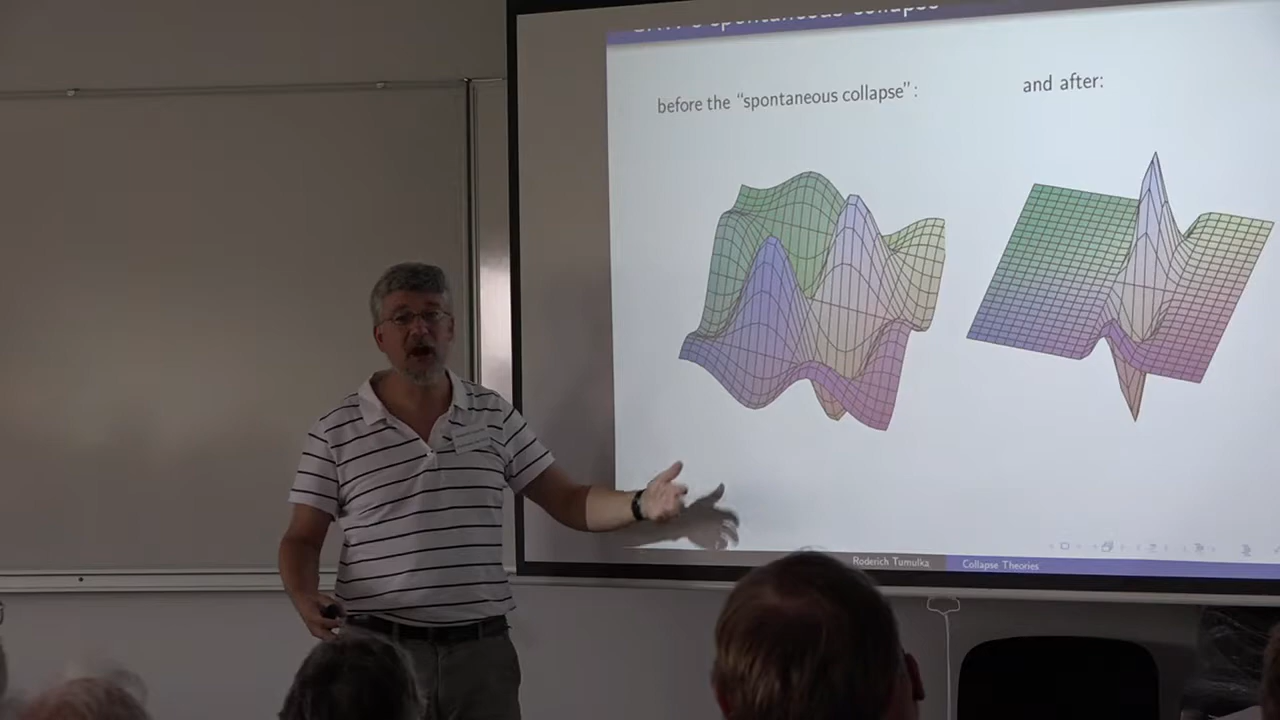 before the “spontaneous collapse”:
and after:
Roderich Tumulka
Collapse Theories